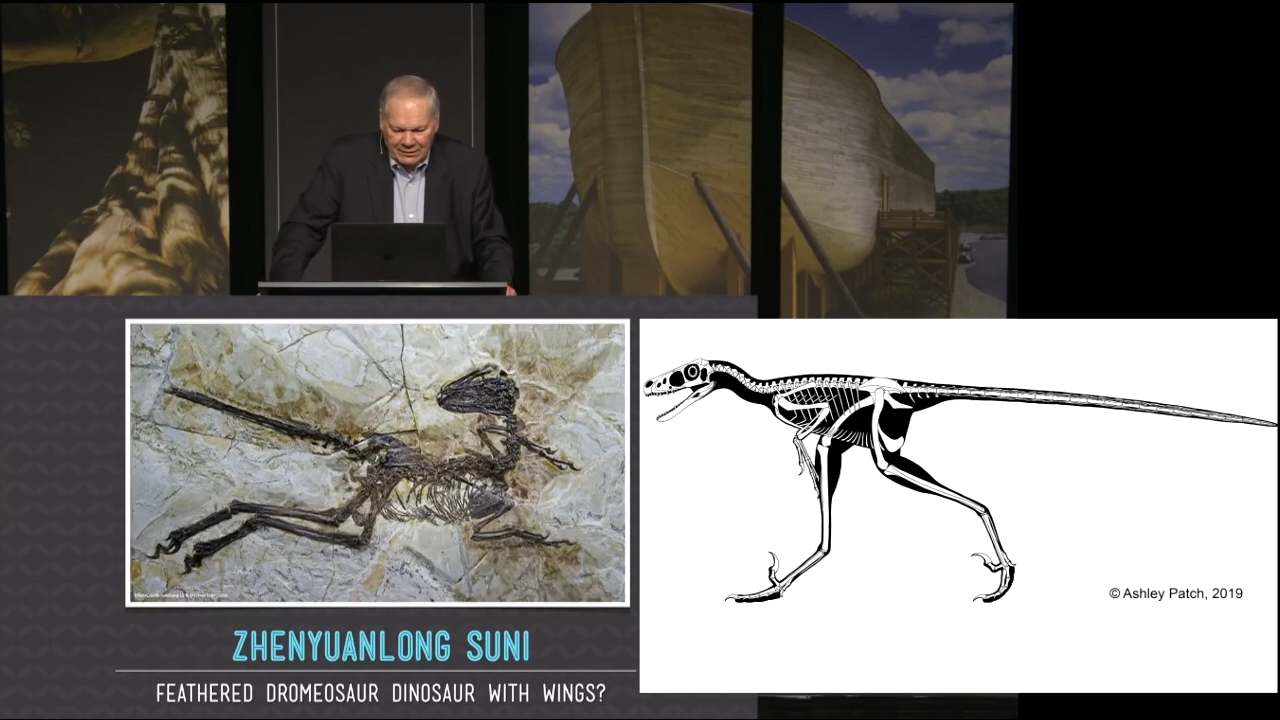 © Ashley Patch, 2019
ZHENYUANLONG SUNI
FEATHERED DROMEOSAUR DINOSAUR WITH WINGS?